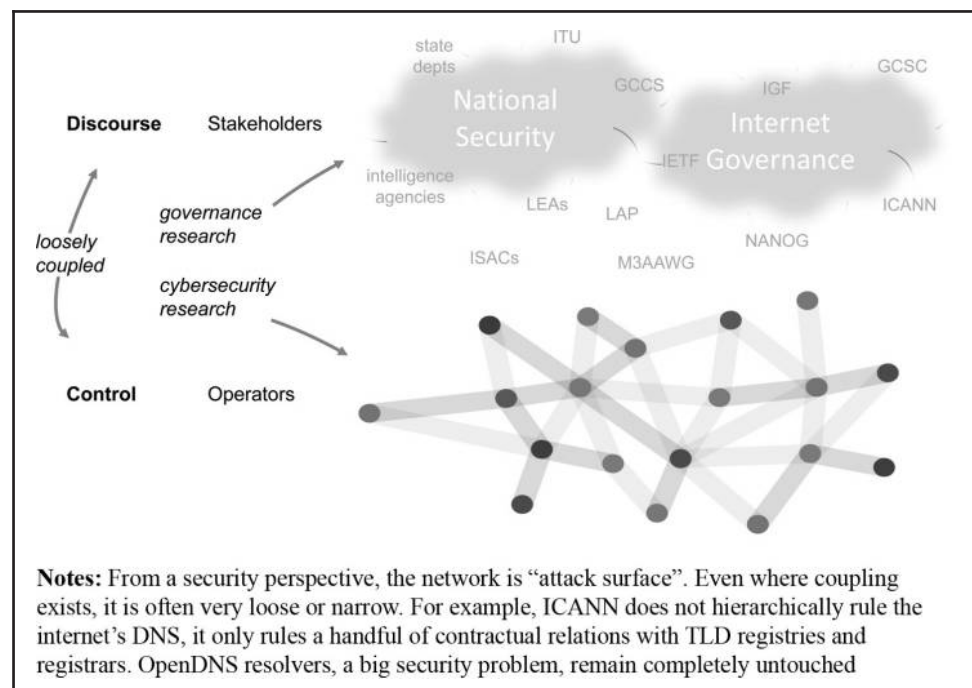 ITU
state
depts
GCSC
GCCS
IGF
National
Security
Discourse Stakeholders
Internet
Governance
IETF
intelligence
agencies
governance
research
LEAs
LAP
ICANN
loosely
coupled
NANOG
ISACs
M3AAWG
cybersecurity
research
Control Operators
Notes: From a security perspective, the network is “attack surface”. Even where coupling
exists, it is often very loose or narrow. For example, ICANN does not hierarchically rule the
internet’s DNS, it only rules a handful of contractual relations with TLD registries and
registrars. OpenDNS resolvers, a big security problem, remain completely untouched